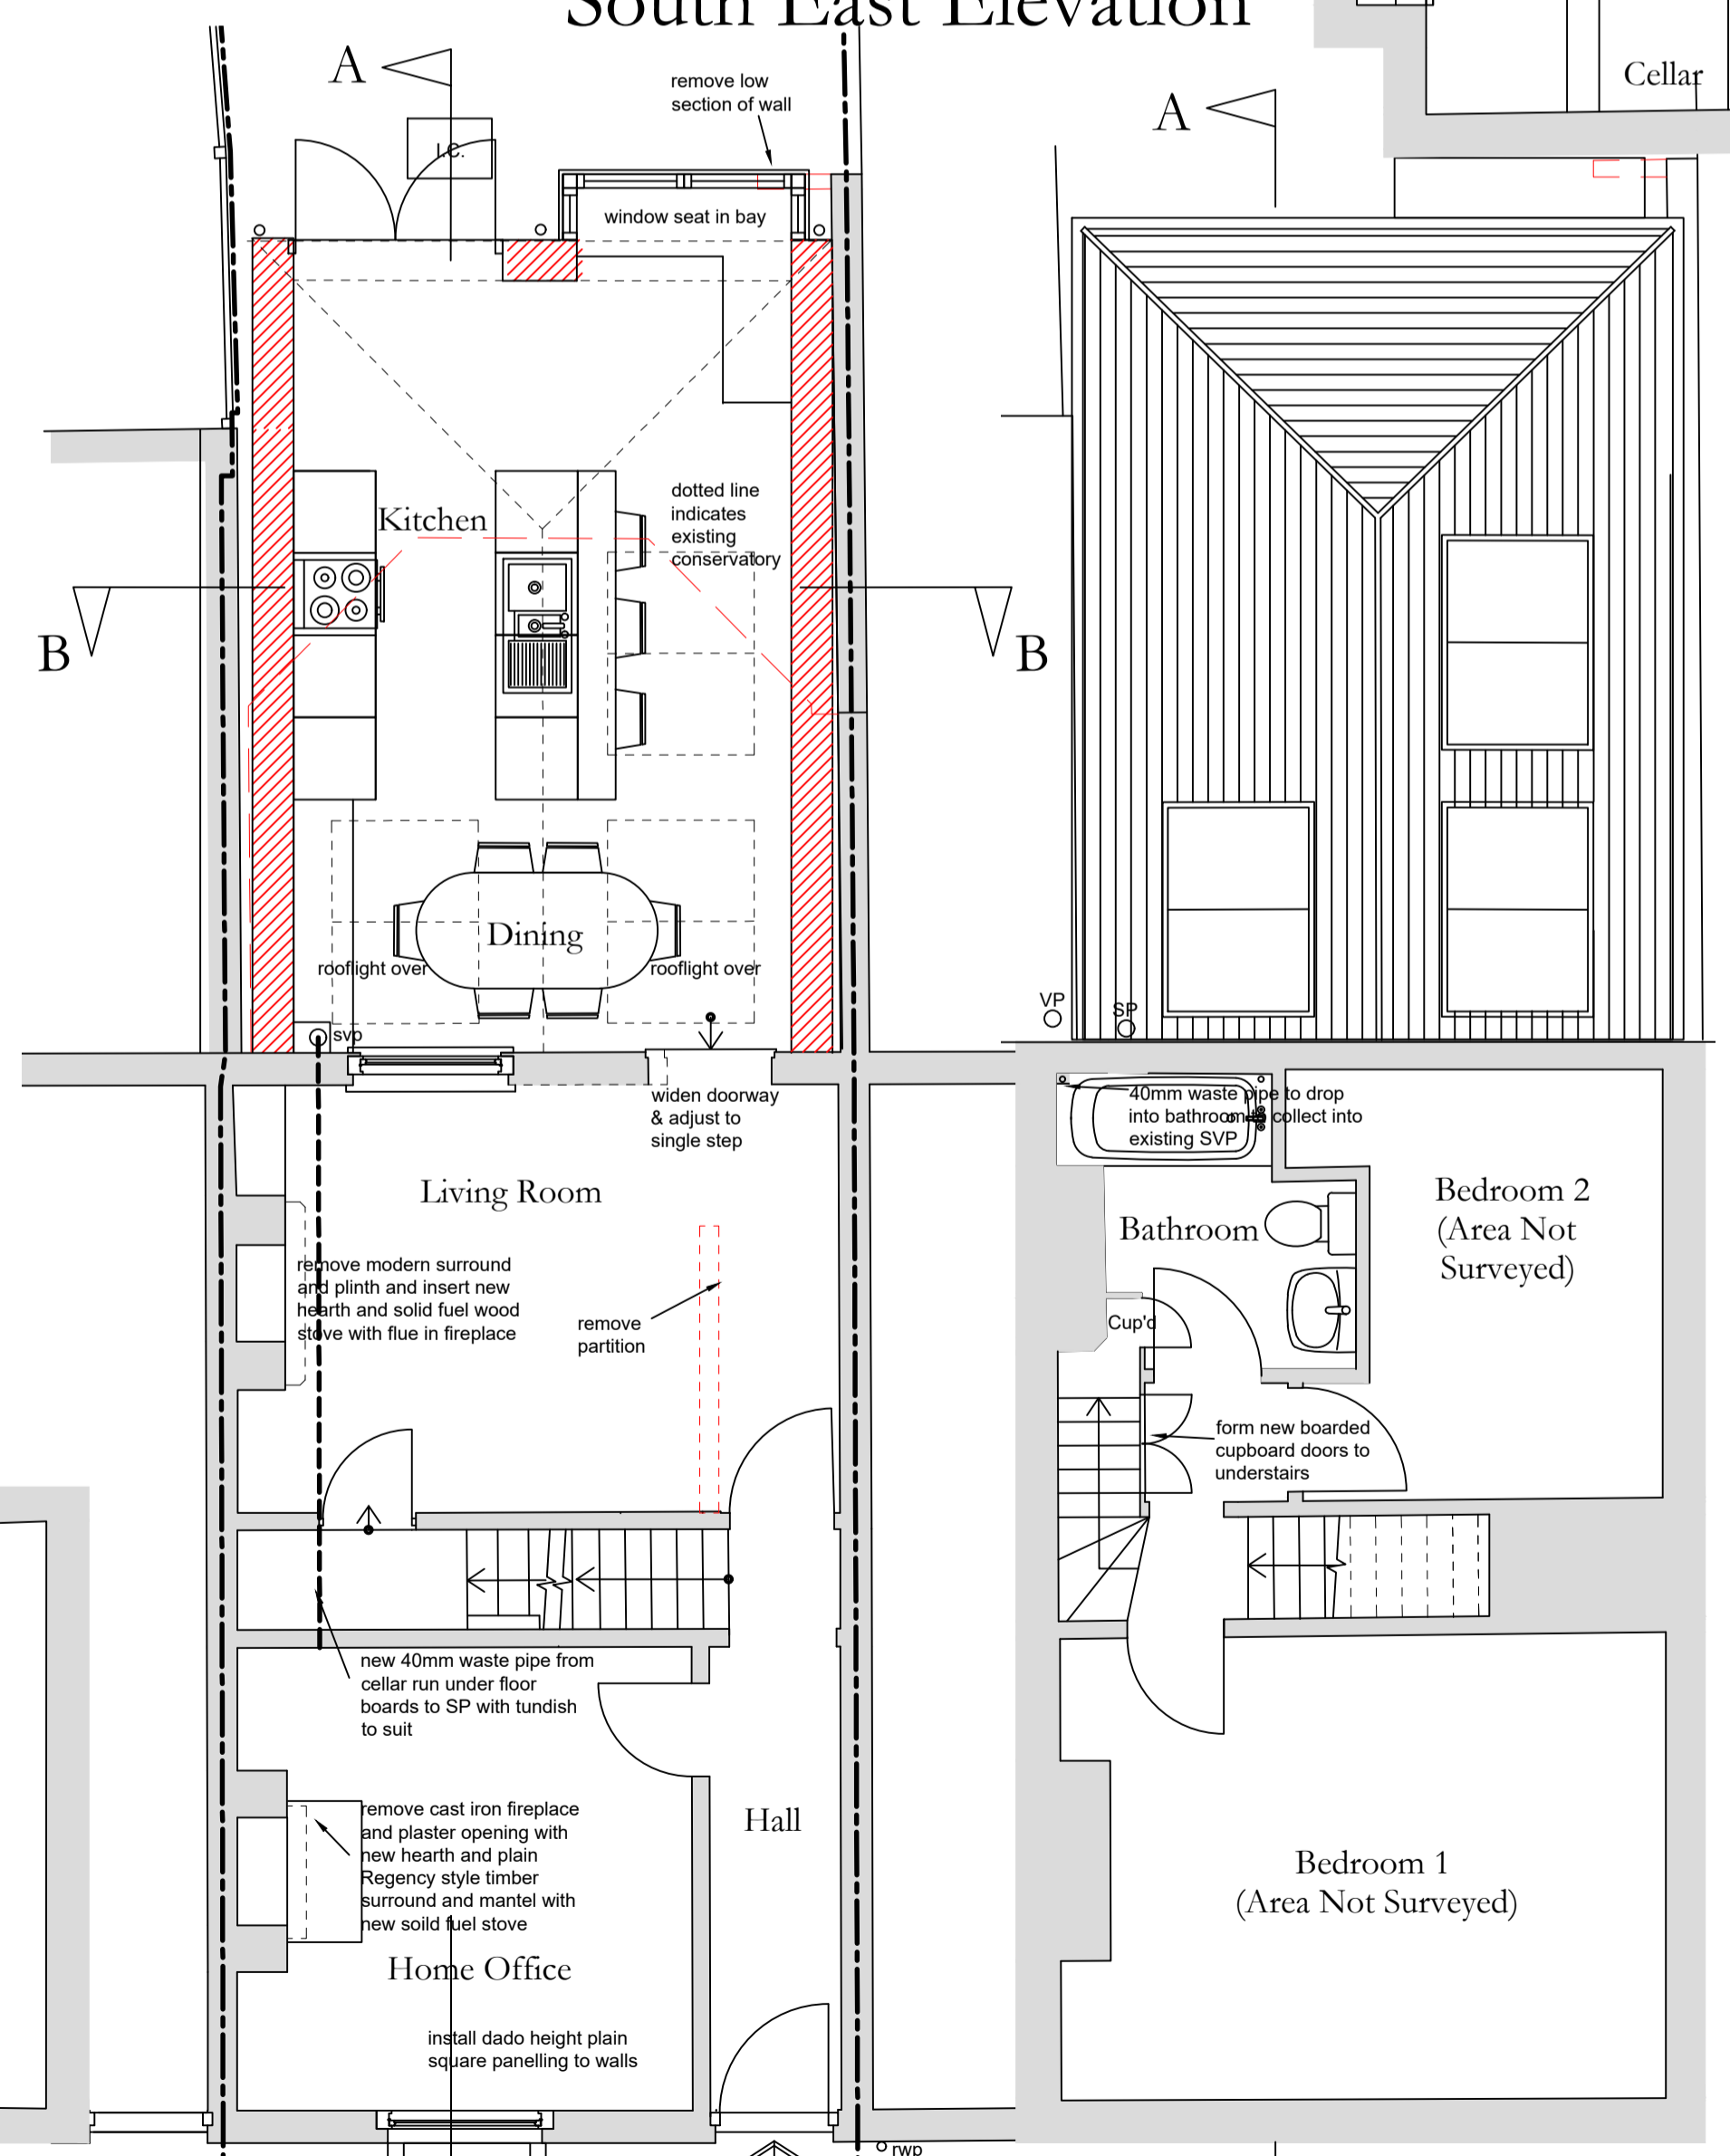 South East Elevation
A
remove low
section of wall
A
Cellar
I.C.
window seat in bay
Kitchen
dotted line
indicates
existing
conservatory
B
B
Dining
rooflight over
rooflight over
svp
VP
SP
widen doorway
& adjust to
single step
40mm waste pipe to drop
into bathroom to collect into
existing SVP
Living Room
Bathroom
Bedroom 2
(Area Not
Surveyed)
remove modern surround
and plinth and insert new
hearth and solid fuel wood
stove with flue in fireplace
remove
partition
Cup'd
form new boarded
cupboard doors to
understairs
new 40mm waste pipe from
cellar run under floor
boards to SP with tundish
to suit
remove cast iron fireplace
and plaster opening with
new hearth and plain
Regency style timber
surround and mantel with
new soild fuel stove
Hall
Bedroom 1
(Area Not Surveyed)
Home Office
install dado height plain
square panelling to walls
rwp